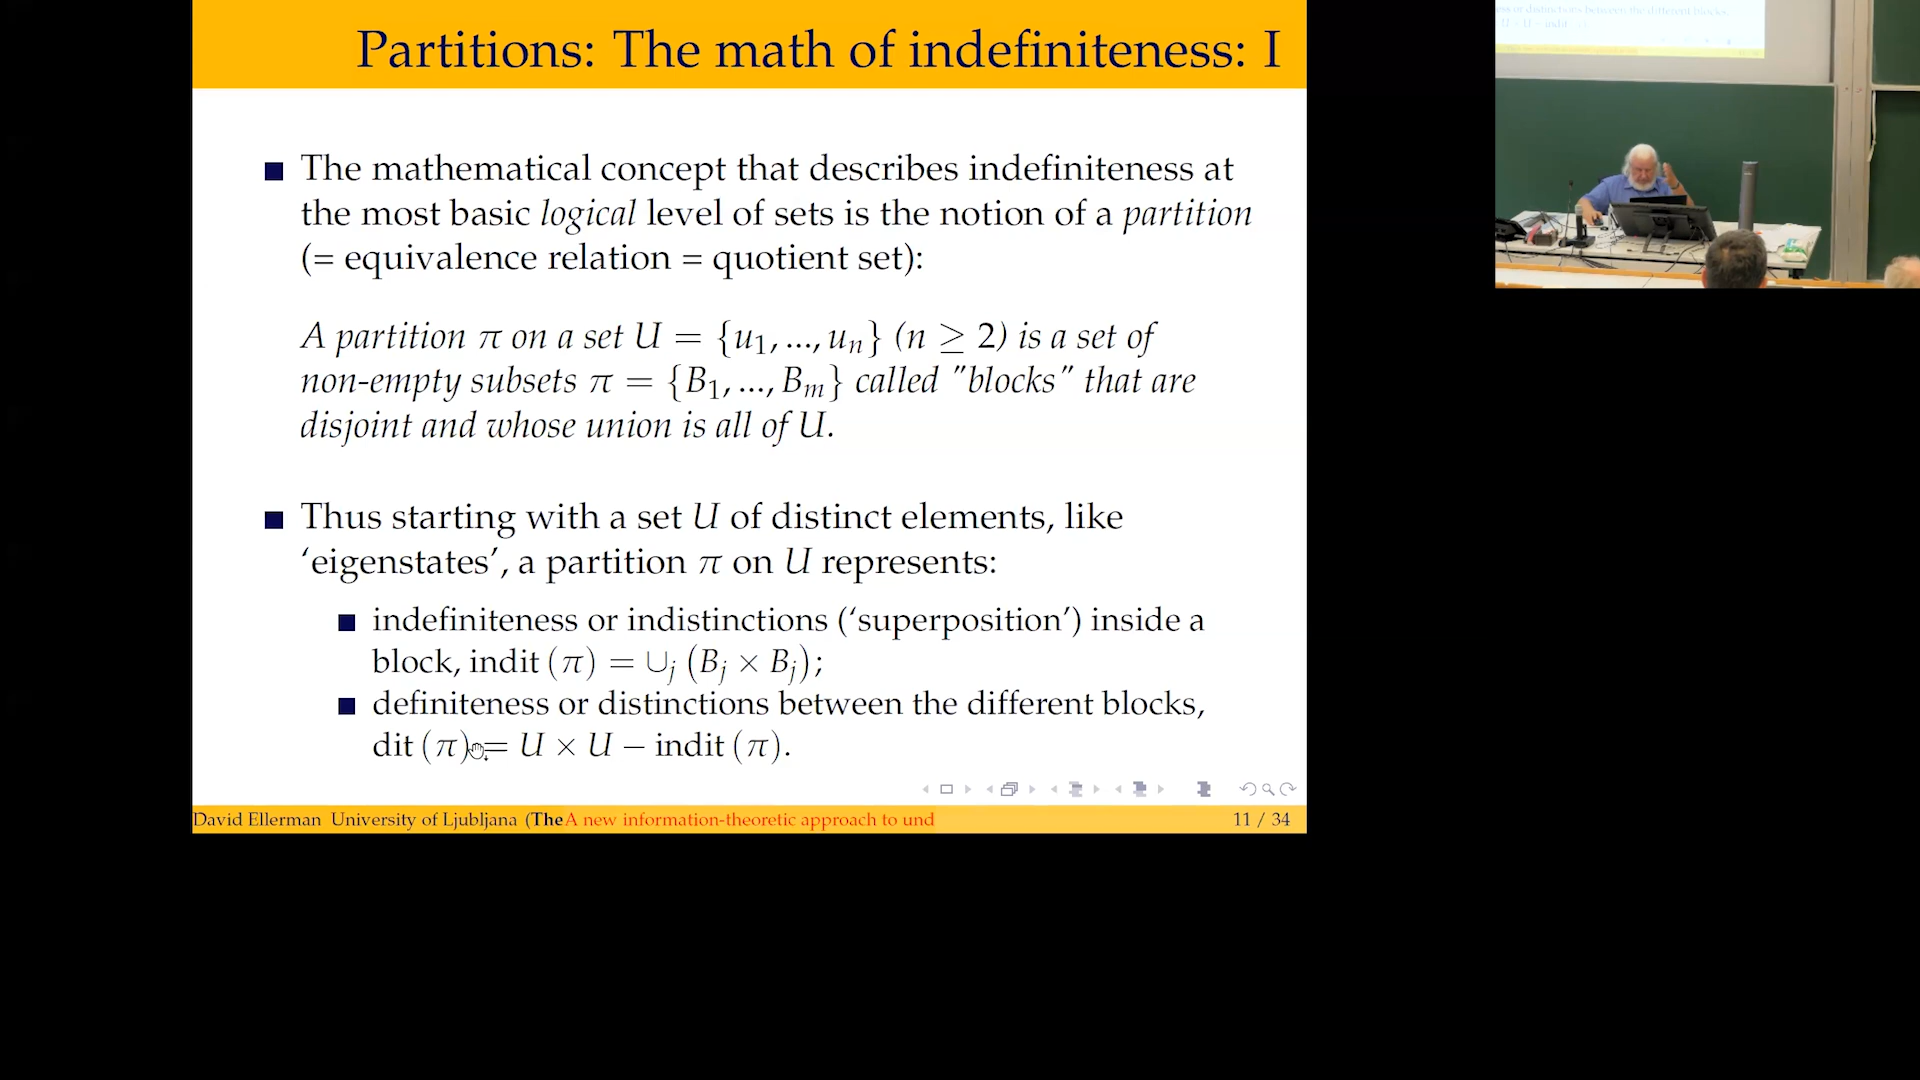 Partitions: The math of indefiniteness: I
The mathematical concept that describes indefiniteness at
the most basic logical level of sets is the notion of a partition
(= equivalence relation = quotient set):
A partition π on a set U = {u₁, ..., uₙ} (n ≥ 2) is a set of
non-empty subsets π = {B₁, ..., Bₘ} called "blocks" that are
disjoint and whose union is all of U.
Thus starting with a set U of distinct elements, like
‘eigenstates’, a partition π on U represents:
indefiniteness or indistinctions (‘superposition’) inside a
block, indit (π) = ∪ⱼ (Bⱼ × Bⱼ);
definiteness or distinctions between the different blocks,
dit (π) = U × U − indit (π).
David Ellerman University of Ljubljana (TheA new information-theoretic approach to und
11 / 34